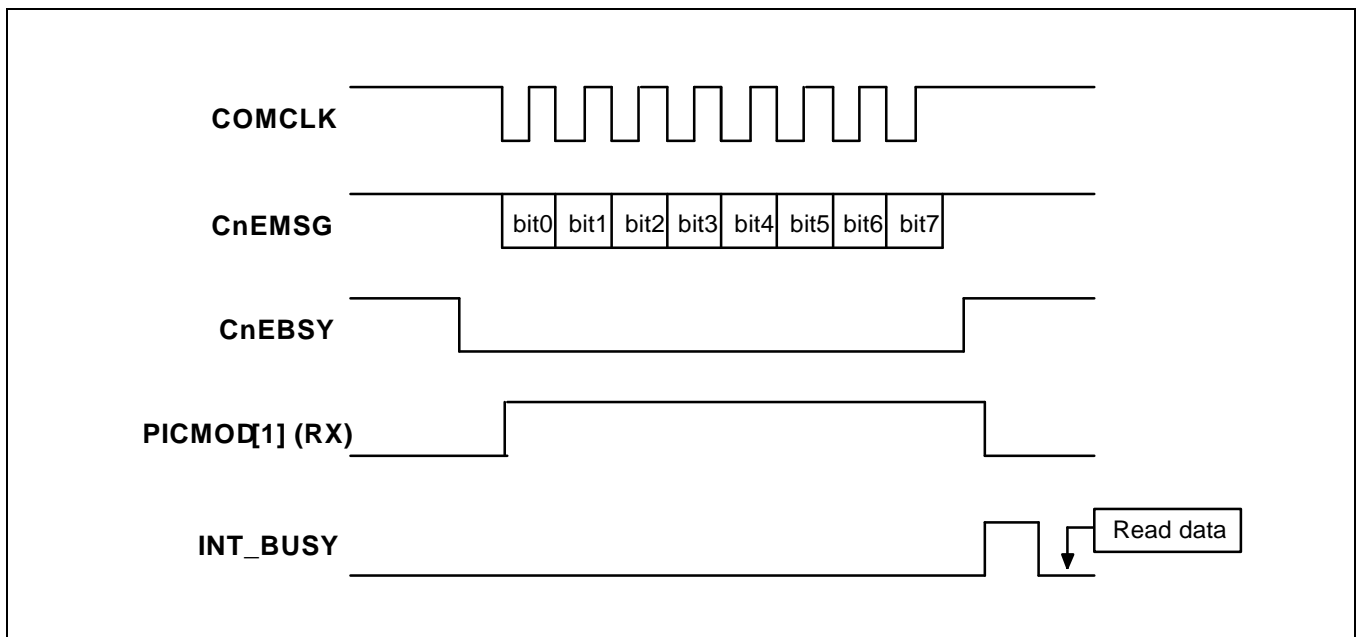 COMCLK
CnEMSG
bit0 bit1 bit2 bit3 bit4 bit5 bit6 bit7
CnEBSY
PICMOD[1] (RX)
INT_BUSY
Read data